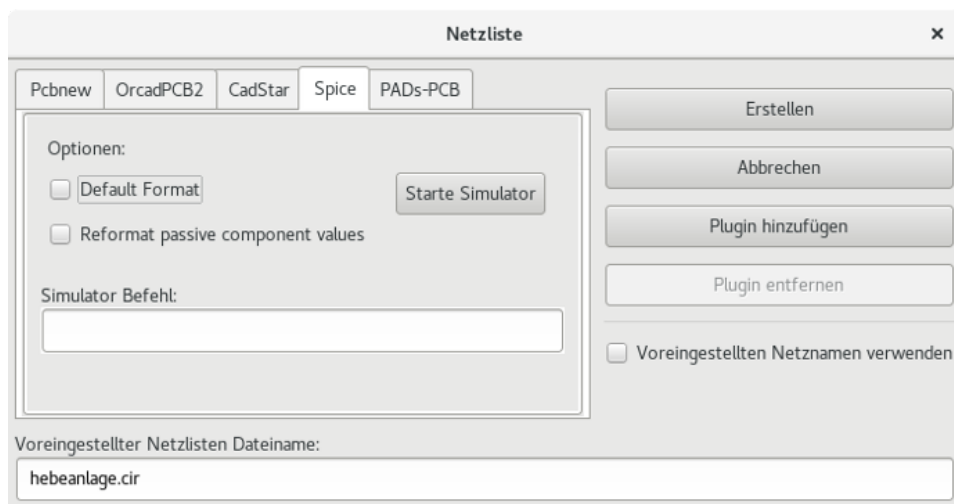 Netzliste
Pcbnew OrcadPCB2 CadStar Spice PADs-PCB
Optionen:
Default Format
Starte Simulator
Reformat passive component values
Simulator Befehl:
Erstellen
Abbrechen
Plugin hinzufügen
Plugin entfernen
Voreingestellten Netznamen verwenden
Voreingestellter Netzlisten Dateiname:
hebeanlage.cir